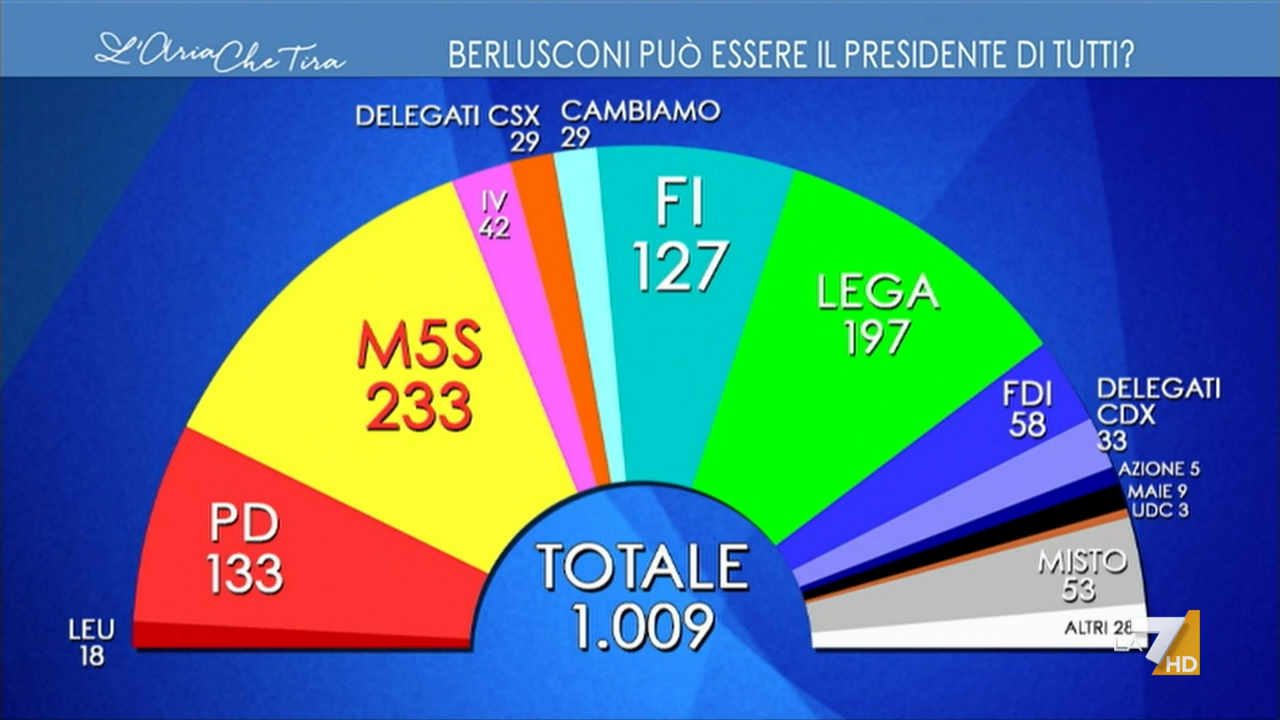 L'Aria Che Tira
BERLUSCONI PUÒ ESSERE IL PRESIDENTE DI TUTTI?
LEU
18
PD
133
M5S
233
IV
42
DELEGATI CSX
29
CAMBIAMO
29
FI
127
LEGA
197
FDI
58
DELEGATI
CDX
33
AZIONE 5
MAIE 9
UDC 3
MISTO
53
ALTRI 28
TOTALE
1.009
LA 7
HD